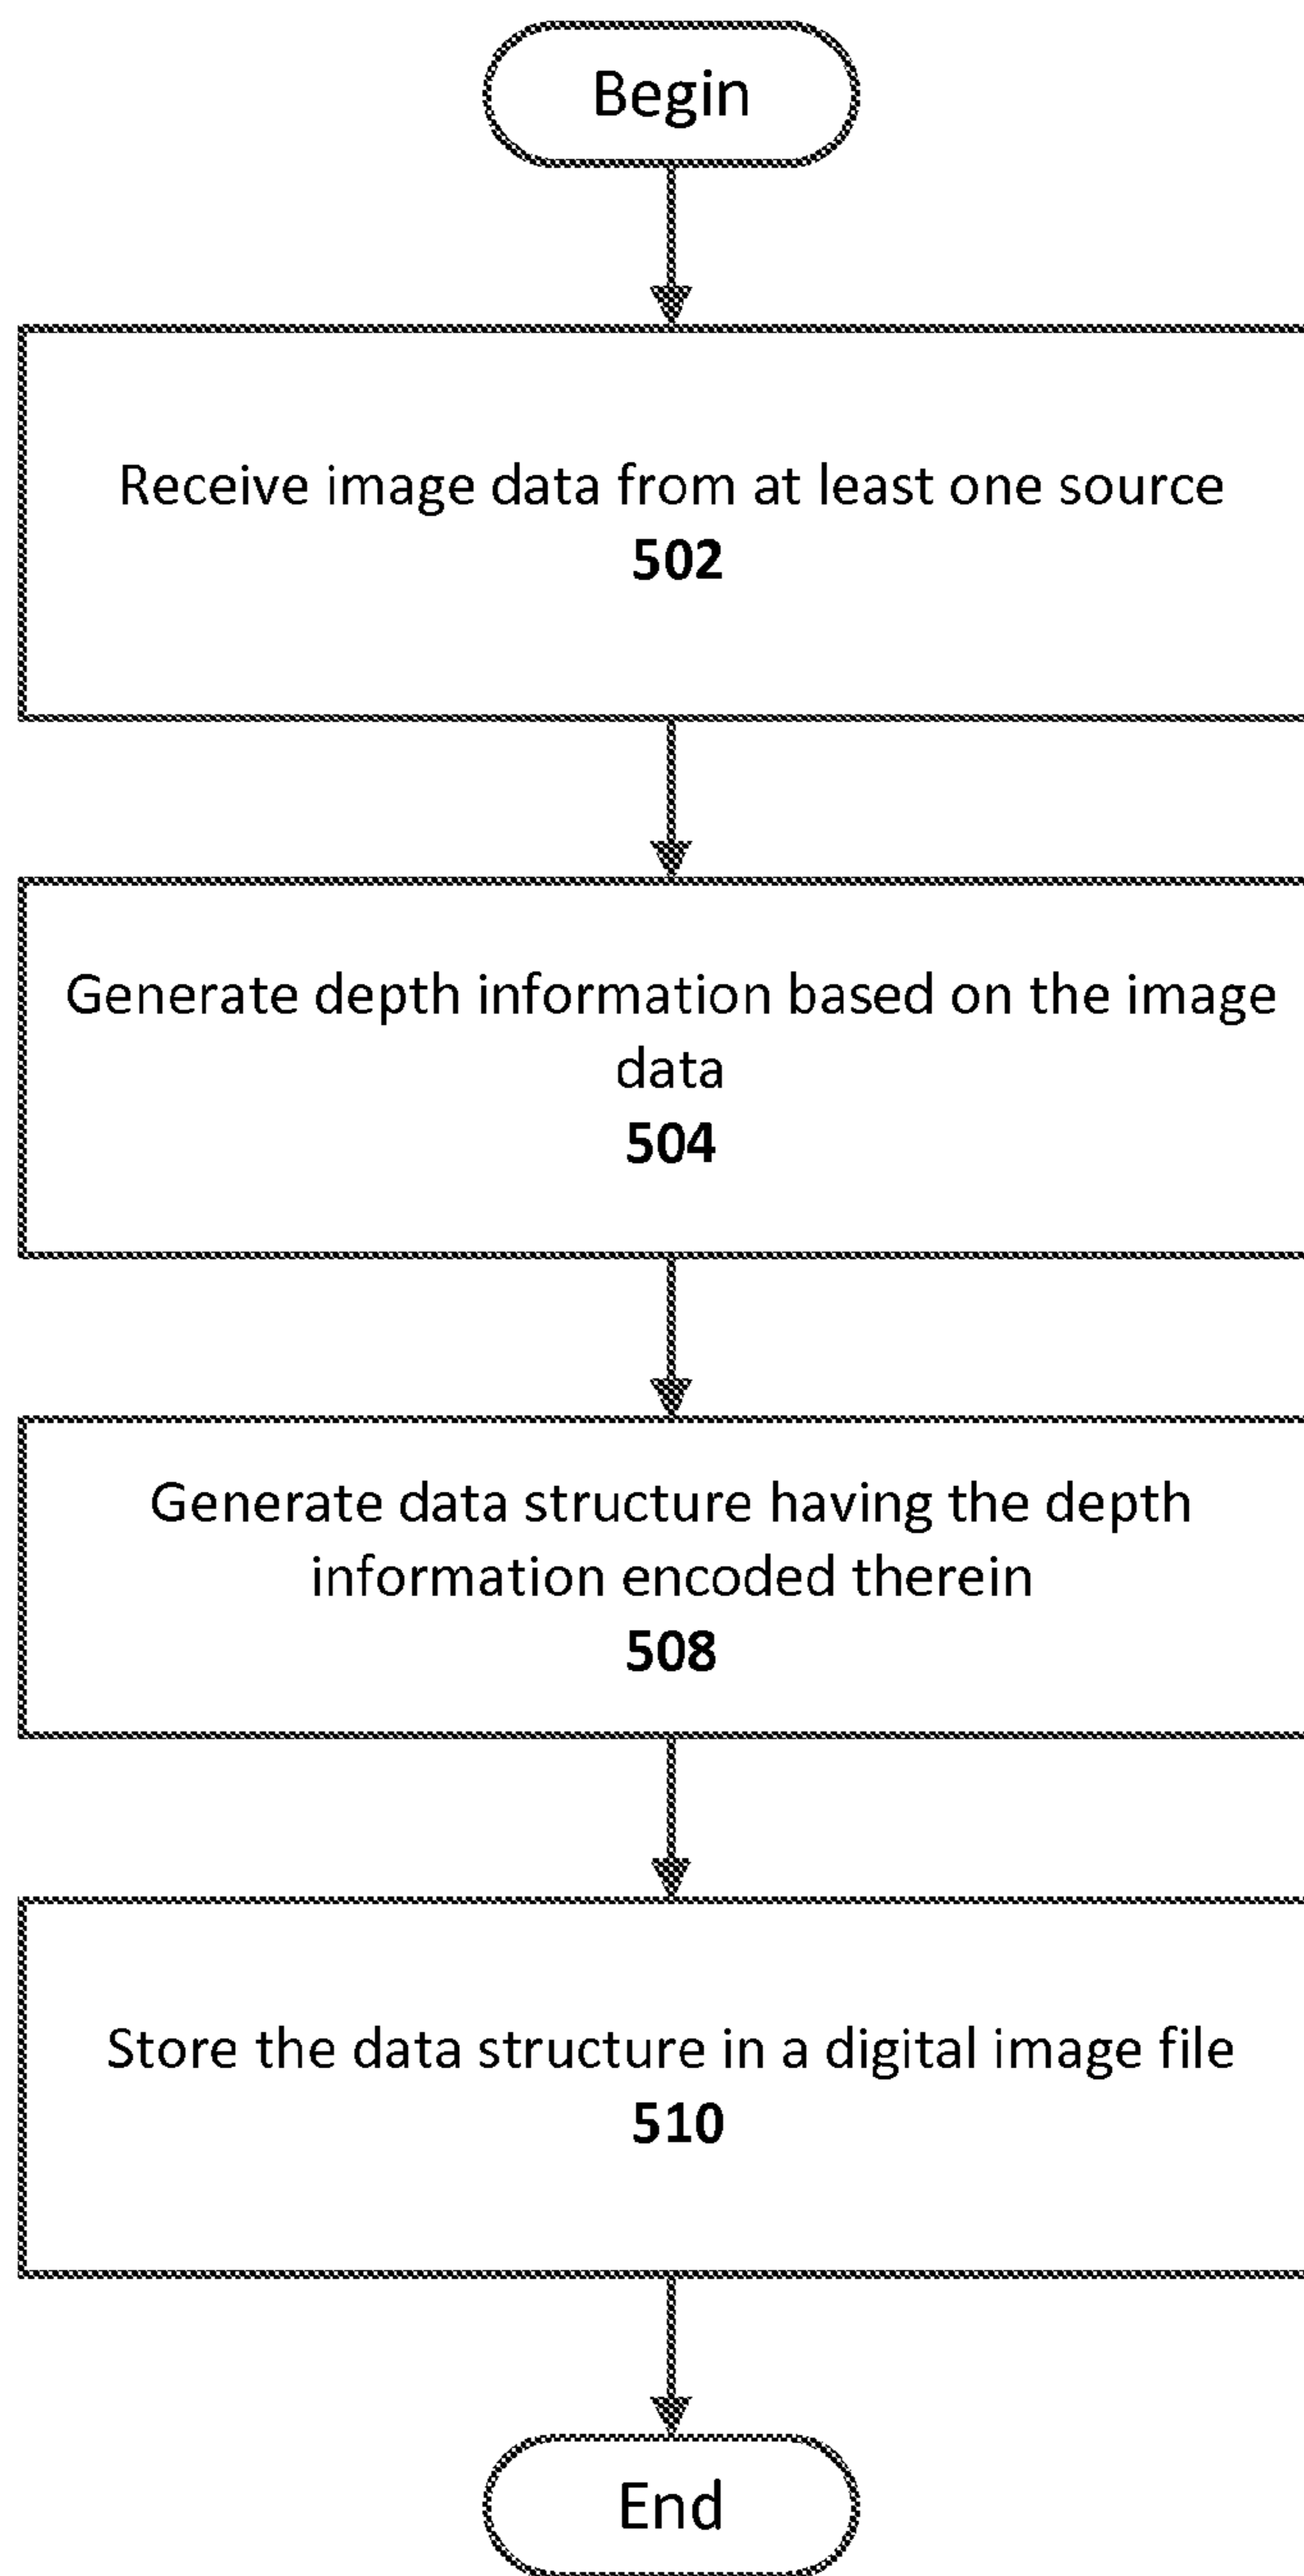 Begin
Receive image data from at least one source
502
Generate depth information based on the image
data
504
Generate data structure having the depth
information encoded therein
508
Store the data structure in a digital image file
510
End